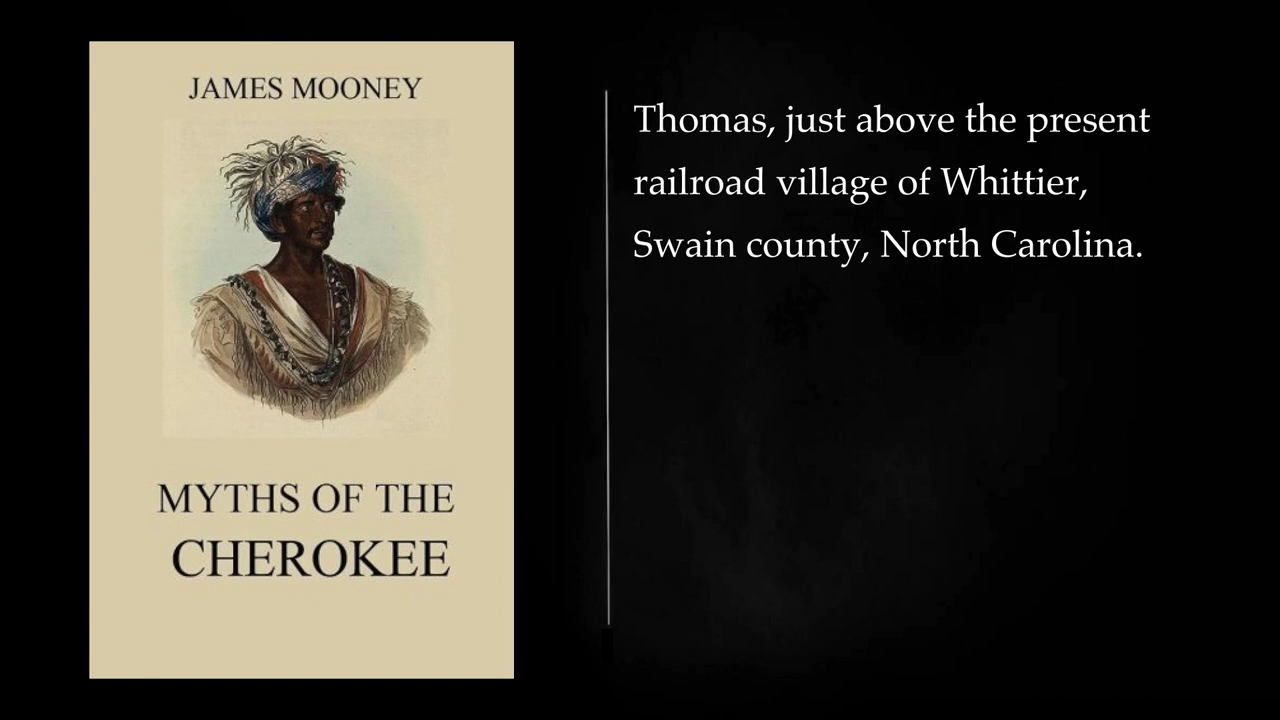 JAMES MOONEY
MYTHS OF THE
CHEROKEE
Thomas, just above the present
railroad village of Whittier,
Swain county, North Carolina.